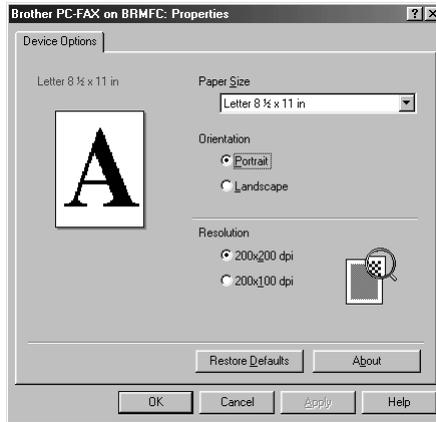 Brother PC-FAX on BRMFC: Properties
Device Options
Letter 8 ½ x 11 in
A
Paper Size
Letter 8 ½ x 11 in
Orientation
Portrait
Landscape
Resolution
200x200 dpi
200x100 dpi
Restore Defaults
About
OK
Cancel
Apply
Help